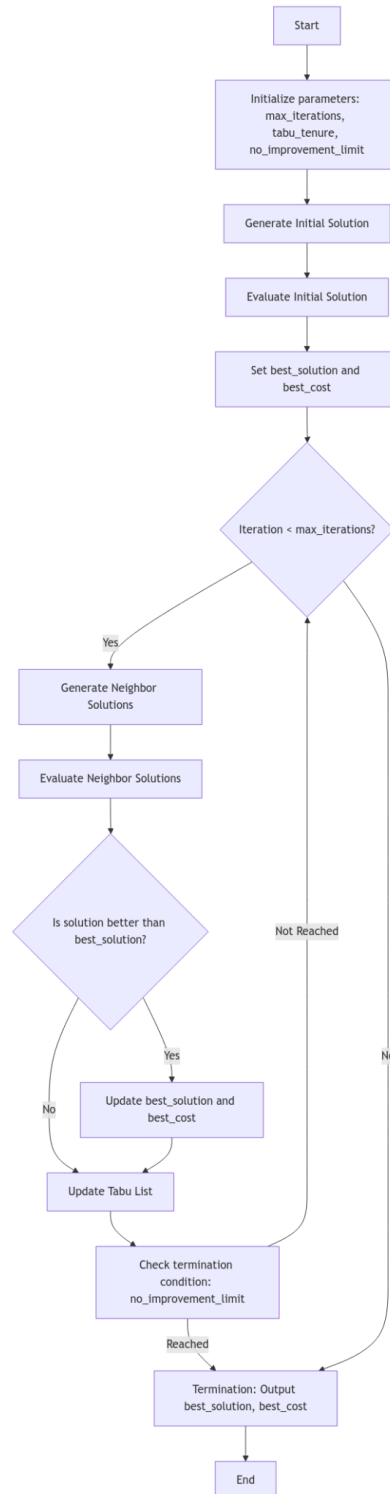 Start
Initialize parameters:
max_iterations,
tabu_tenure,
no_improvement_limit
Generate Initial Solution
Evaluate Initial Solution
Set best_solution and
best_cost
Iteration < max_iterations?
Yes
Generate Neighbor
Solutions
Evaluate Neighbor Solutions
Is solution better than
best_solution?
Not Reached
Yes
No
No
Update best_solution and
best_cost
Update Tabu List
Check termination
condition:
no_improvement_limit
Reached
Termination: Output
best_solution, best_cost
End